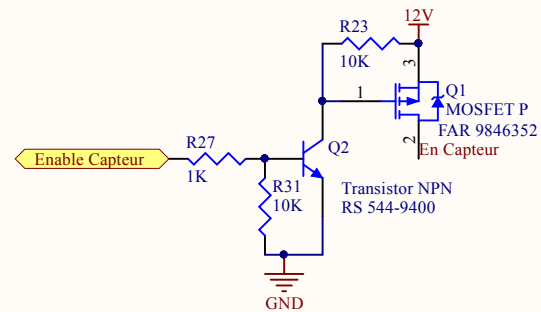 12V
R23
10K
3
1
Q1
MOSFET P
FAR 9846352
2
En Capteur
Enable Capteur
R27
1K
Q2
R31
10K
Transistor NPN
RS 544-9400
GND